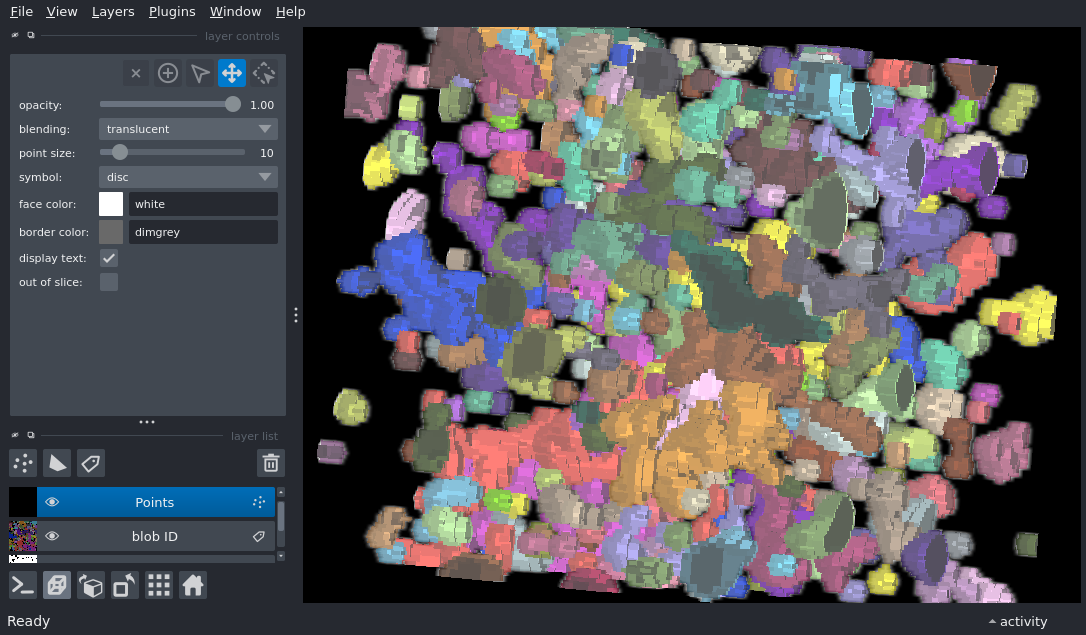 File View Layers Plugins Window Help
layer controls
opacity: 1.00
blending: translucent
point size: 10
symbol: disc
face color: white
border color: dimgrey
display text:
out of slice:
layer list
Points
blob ID
Ready
activity